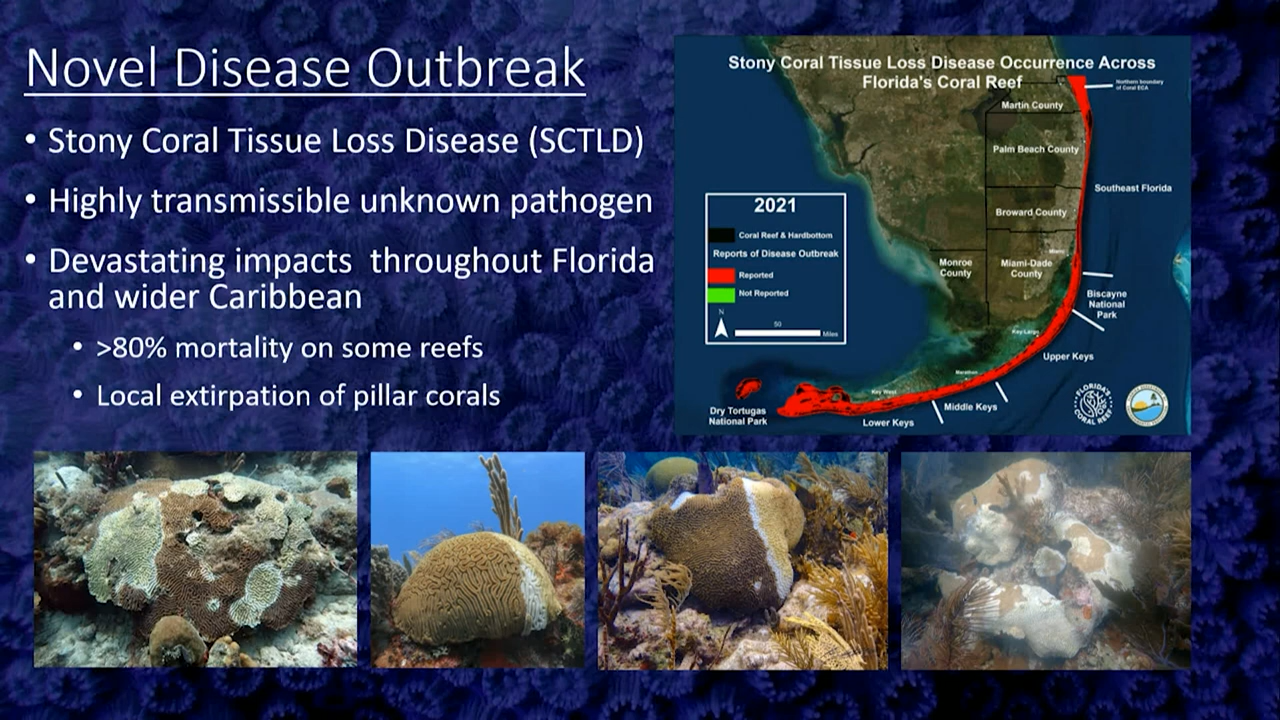 Novel Disease Outbreak
• Stony Coral Tissue Loss Disease (SCTLD)
• Highly transmissible unknown pathogen
• Devastating impacts throughout Florida
and wider Caribbean
• >80% mortality on some reefs
• Local extirpation of pillar corals
Stony Coral Tissue Loss Disease Occurrence Across
Florida's Coral Reef
Northern boundary
of Coral ECA
Martin County
Palm Beach County
Southeast Florida
Broward County
Miami
Monroe
County
Miami-Dade
County
Biscayne
National
Park
Key Largo
Upper Keys
Marathon
Middle Keys
Key West
Lower Keys
Dry Tortugas
National Park
2021
Coral Reef & Hardbottom
Reports of Disease Outbreak
Reported
Not Reported
N
50
Miles
FLORIDA'S
CORAL REEF